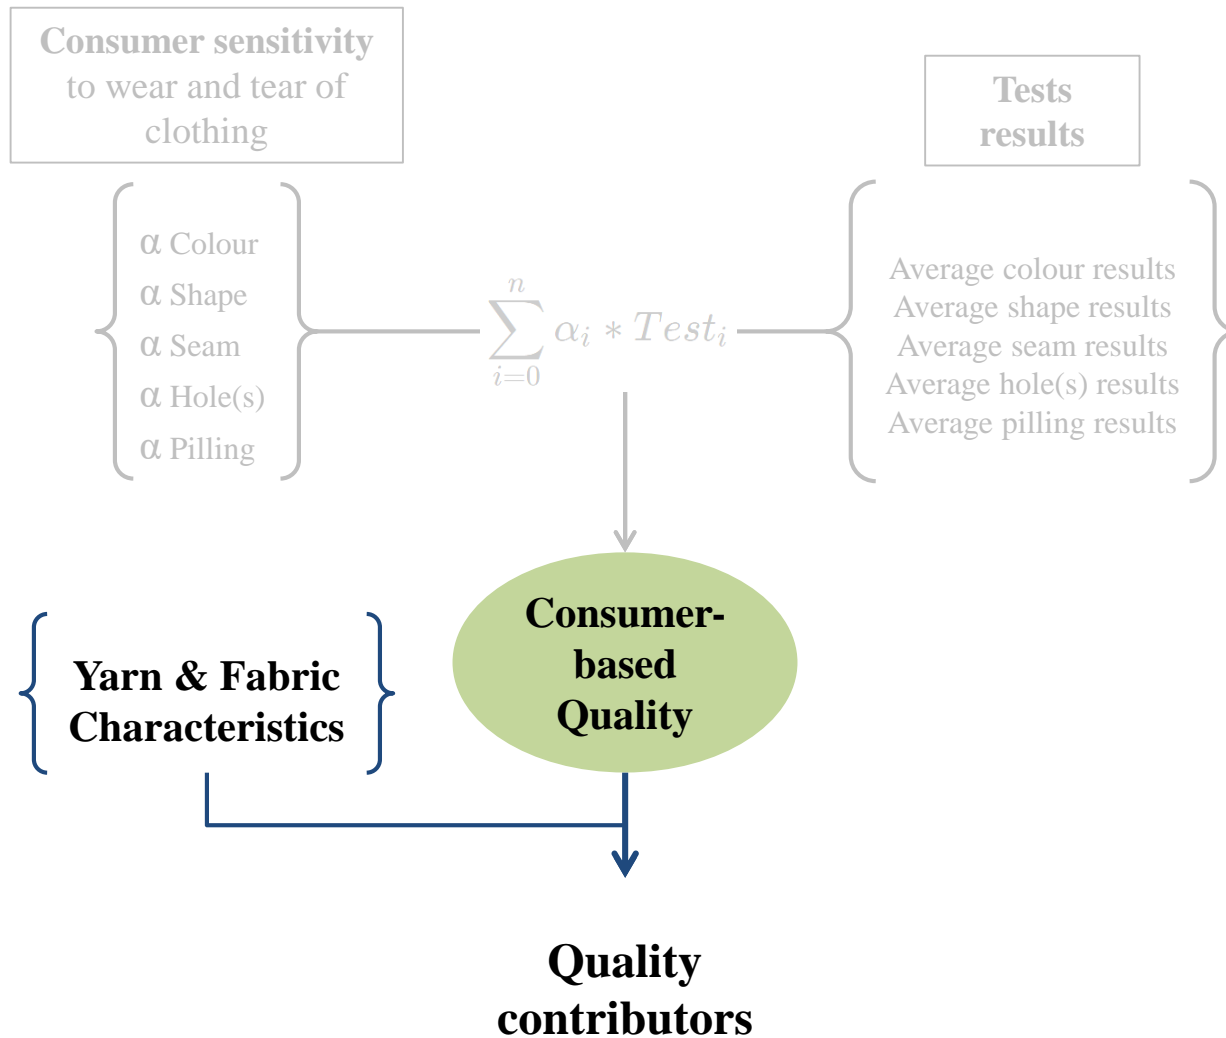 Consumer sensitivity
to wear and tear of
clothing
Tests
results
α Colour
α Shape
α Seam
α Hole(s)
α Pilling
n
∑ αᵢ * Testᵢ
i=0
Average colour results
Average shape results
Average seam results
Average hole(s) results
Average pilling results
Consumer-
based
Quality
Yarn & Fabric
Characteristics
Quality
contributors